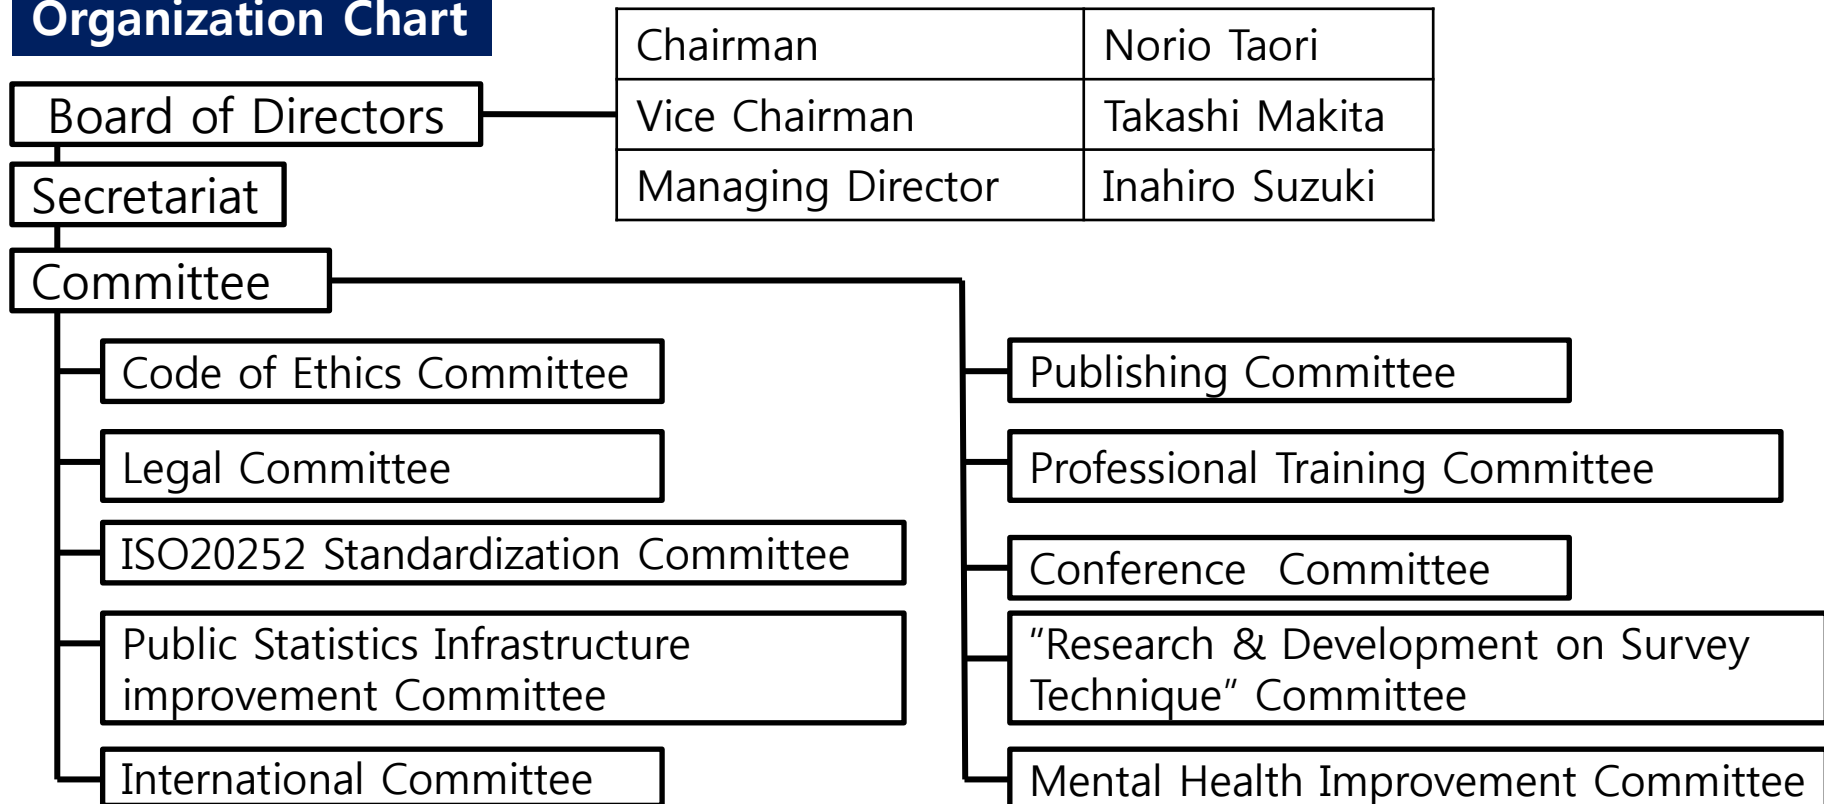 Organization Chart
Chairman Norio Taori
Board of Directors
Vice Chairman Takashi Makita
Managing Director Inahiro Suzuki
Secretariat
Committee
Code of Ethics Committee
Legal Committee
ISO20252 Standardization Committee
Public Statistics Infrastructure
improvement Committee
International Committee
Publishing Committee
Professional Training Committee
Conference Committee
"Research & Development on Survey
Technique" Committee
Mental Health Improvement Committee